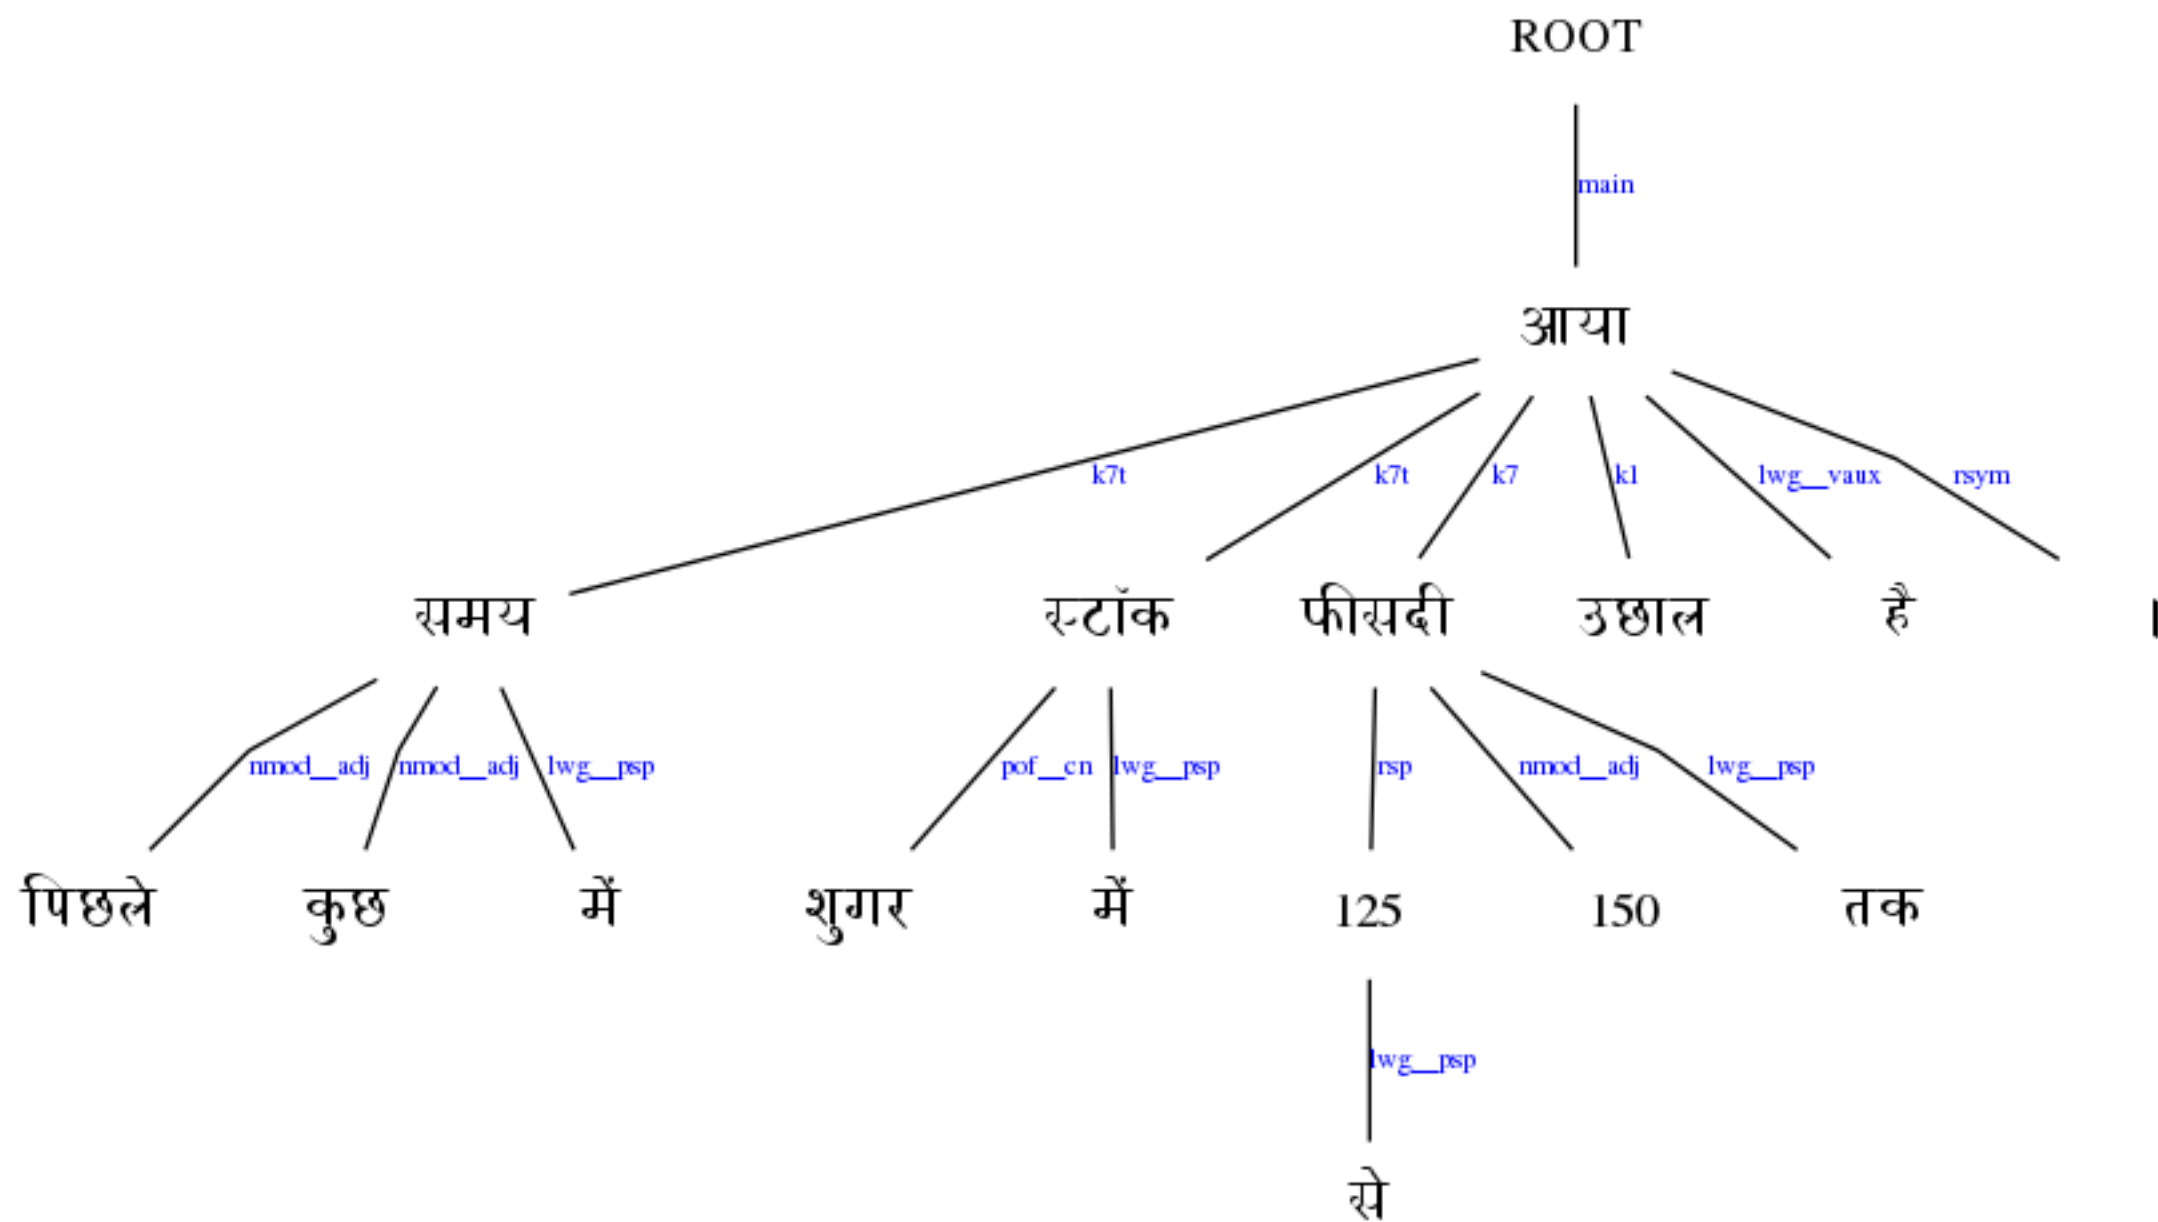 ROOT
main
आया
k7t k7t k7 k1 lwg__vaux rsym
समय स्टॉक फीसदी उछाल है ।
nmod__adj nmod__adj lwg__psp pof__cn lwg__psp rsp nmod__adj lwg__psp
पिछले कुछ में शुगर में 125 150 तक
lwg__psp
से